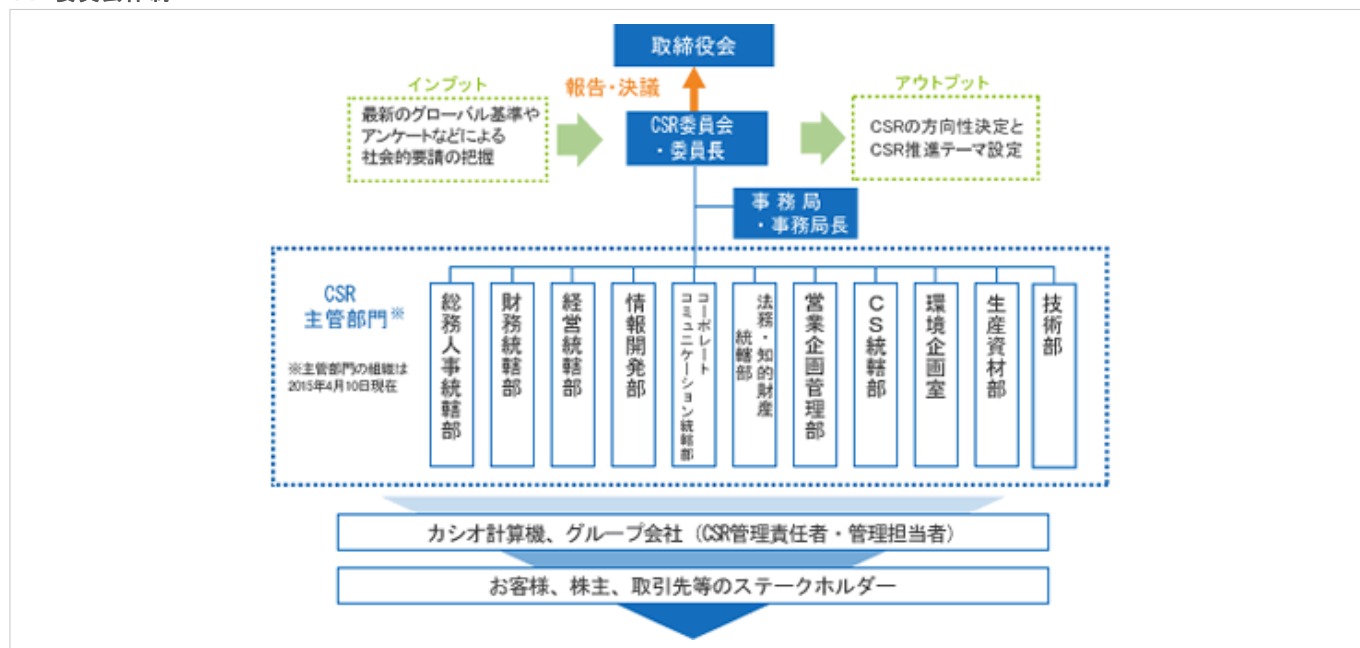 取締役会
インプット
報告・決議
アウトプット
最新のグローバル基準や
アンケートなどによる
社会的要請の把握
CSR委員会
・委員長
CSRの方向性決定と
CSR推進テーマ設定
事務局
・事務局長
CSR
主管部門※
※主管部門の組織は
2015年4月10日現在
総務人事統轄部
財務統轄部
経営統轄部
情報開発部
コーポレート
コミュニケーション統轄部
法務・知的財産
統轄部
営業企画管理部
CS統轄部
環境企画室
生産資材部
技術部
カシオ計算機、グループ会社（CSR管理責任者・管理担当者）
お客様、株主、取引先等のステークホルダー